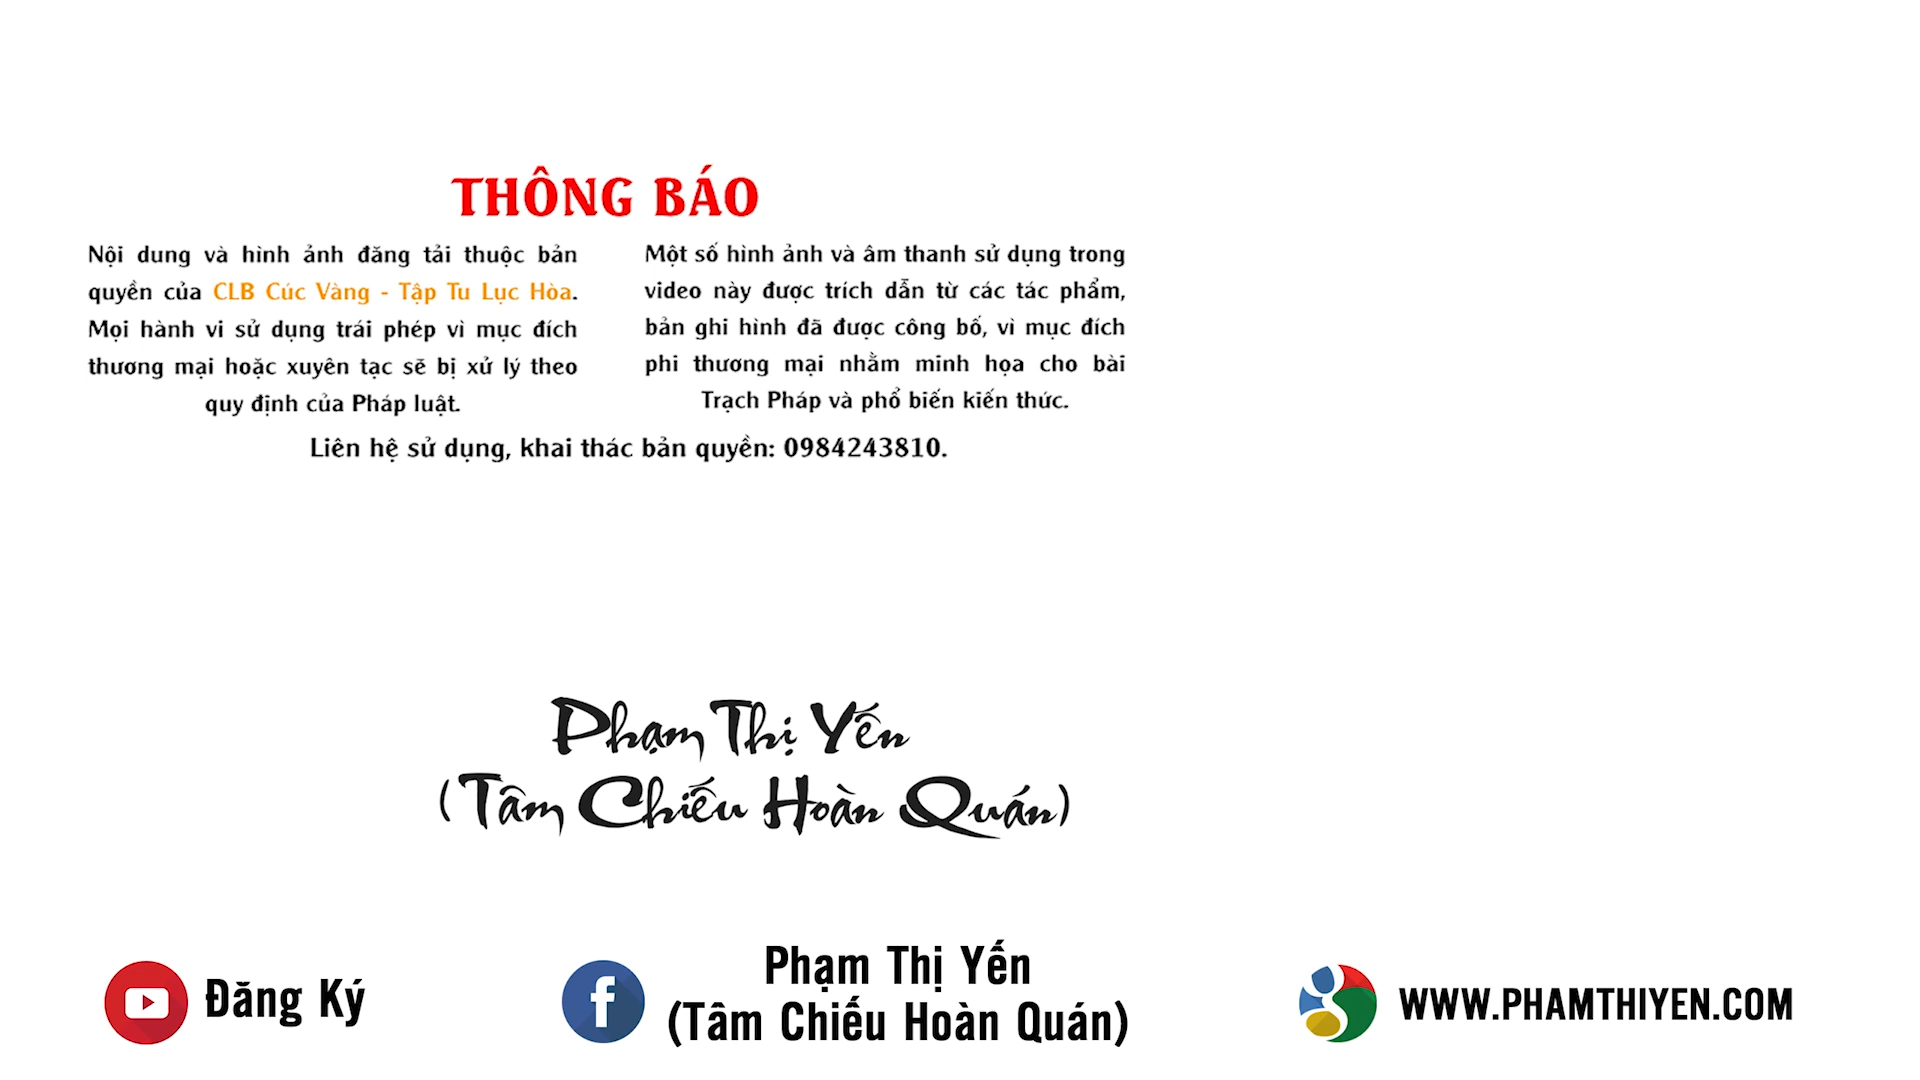 THÔNG BÁO
Nội dung và hình ảnh đăng tải thuộc bản
quyền của CLB Cúc Vàng - Tập Tu Lục Hòa.
Mọi hành vi sử dụng trái phép vì mục đích
thương mại hoặc xuyên tạc sẽ bị xử lý theo
quy định của Pháp luật.
Một số hình ảnh và âm thanh sử dụng trong
video này được trích dẫn từ các tác phẩm,
bản ghi hình đã được công bố, vì mục đích
phi thương mại nhằm minh họa cho bài
Trạch Pháp và phổ biến kiến thức.
Liên hệ sử dụng, khai thác bản quyền: 0984243810.
Phạm Thị Yến
(Tâm Chiếu Hoàn Quán)
Đăng Ký
Phạm Thị Yến
(Tâm Chiếu Hoàn Quán)
WWW.PHAMTHIYEN.COM